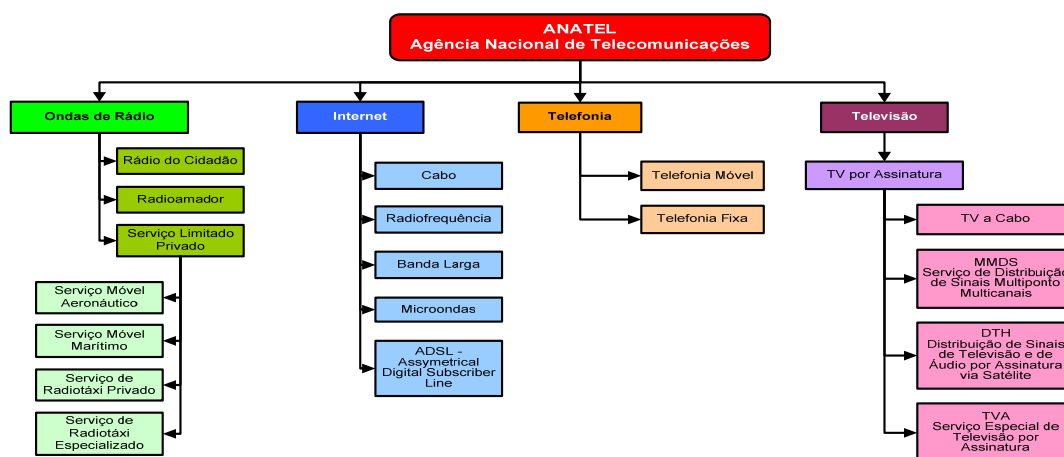 ANATEL
Agência Nacional de Telecomunicações
Ondas de Rádio
Internet
Telefonia
Televisão
Rádio do Cidadão
Radioamador
Serviço Limitado
Privado
Serviço Móvel
Aeronáutico
Serviço Móvel
Marítimo
Serviço de
Radiotáxi Privado
Serviço de
Radiotáxi
Especializado
Cabo
Radiofrequência
Banda Larga
Microondas
ADSL -
Assymetrical
Digital Subscriber
Line
Telefonia Móvel
Telefonia Fixa
TV por Assinatura
TV a Cabo
MMDS
Serviço de Distribuição
de Sinais Multiponto
Multicanais
DTH
Distribuição de Sinais
de Televisão e de
Áudio por Assinatura
via Satélite
TVA
Serviço Especial de
Televisão por
Assinatura